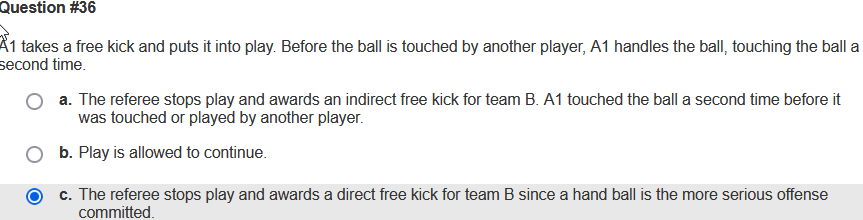 Question #36
A1 takes a free kick and puts it into play. Before the ball is touched by another player, A1 handles the ball, touching the ball a
second time.
a. The referee stops play and awards an indirect free kick for team B. A1 touched the ball a second time before it
was touched or played by another player.
b. Play is allowed to continue.
c. The referee stops play and awards a direct free kick for team B since a hand ball is the more serious offense
committed.